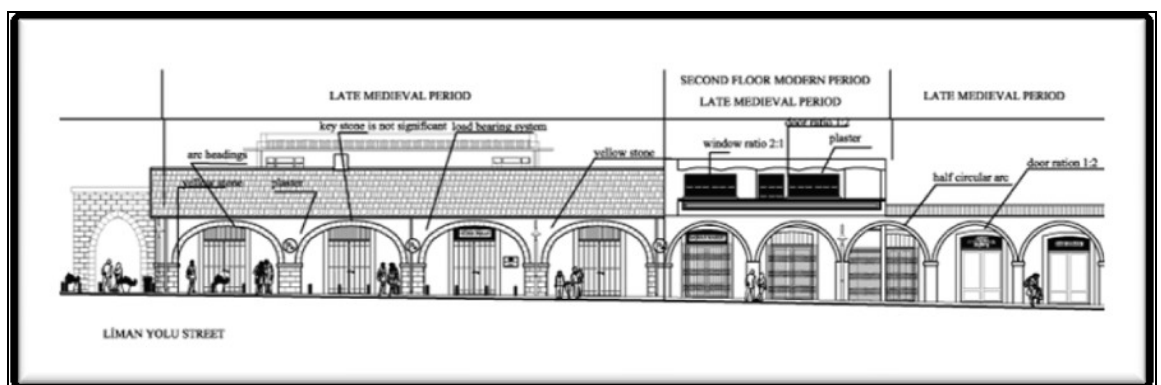 SECOND FLOOR MODERN PERIOD
LATE MEDIEVAL PERIOD
LATE MEDIEVAL PERIOD
LATE MEDIEVAL PERIOD
key stone is not significant
load bearing system
door ratio 1:2
window ratio 2:1
plaster
arc headings
yellow stone
door ration 1:2
yellow stone
plaster
half circular arc
LİMAN YOLU STREET